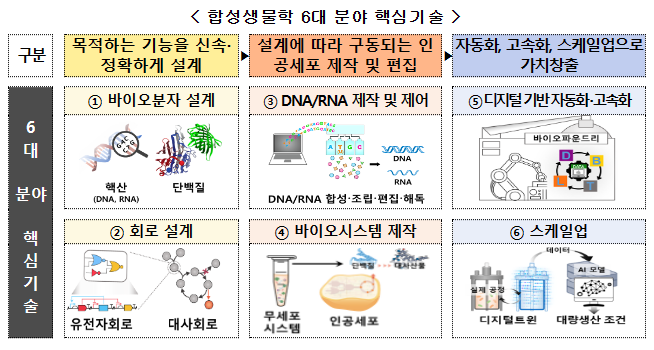 < 합성생물학 6대 분야 핵심기술 >
구분
목적하는 기능을 신속·
정확하게 설계
설계에 따라 구동되는 인
공세포 제작 및 편집
자동화, 고속화, 스케일업으로
가치창출
6
대
분야
핵
심
기
술
① 바이오분자 설계
핵산
(DNA, RNA)
단백질
③ DNA/RNA 제작 및 제어
A T G C
DNA
RNA
DNA/RNA 합성·조립·편집·해독
⑤ 디지털 기반 자동화·고속화
바이오파운드리
D
B
L
T
② 회로 설계
유전자회로
대사회로
④ 바이오시스템 제작
단백질
대사산물
무세포
시스템
인공세포
⑥ 스케일업
데이터
실제 공정
AI 모델
디지털트윈
대량생산 조건